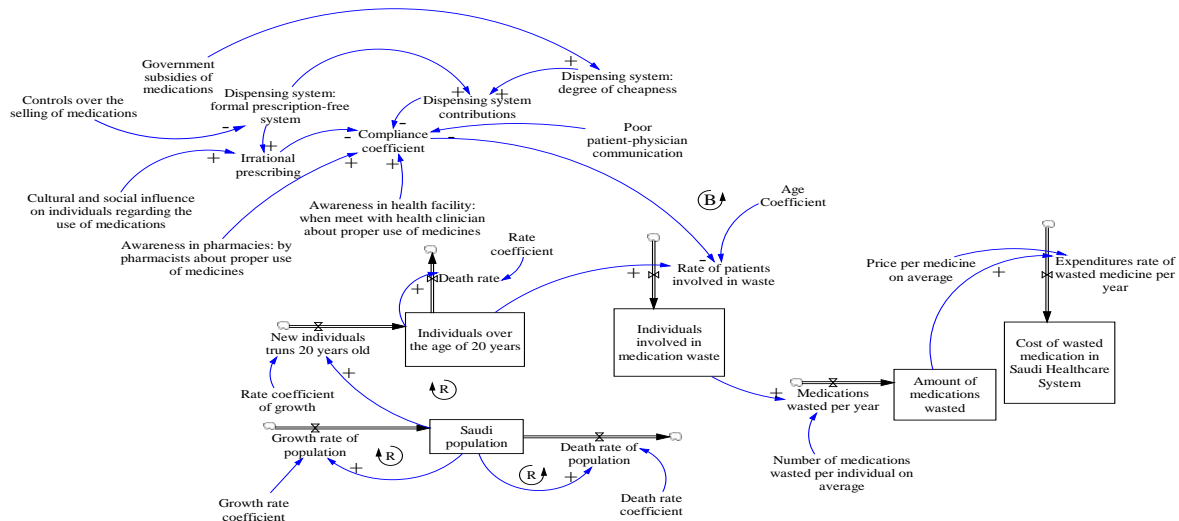 Government
subsidies of
medications
Dispensing system:
degree of cheapness
Controls over the
selling of medications
Dispensing system:
formal prescription-free
system
Dispensing system
contributions
Compliance
coefficient
Poor
patient-physician
communication
Irrational
prescribing
Cultural and social influence
on individuals regarding the
use of medications
Awareness in health facility:
when meet with health clinician
about proper use of medicines
Age
Coefficient
B
Awareness in pharmacies: by
pharmacists about proper use
of medicines
Rate
coefficient
Death rate
Rate of patients
involved in waste
Price per medicine
on average
Expenditures rate of
wasted medicine per
year
New individuals
truns 20 years old
Individuals over
the age of 20 years
Individuals
involved in
medication waste
Cost of wasted
medication in
Saudi Healthcare
System
Rate coefficient
of growth
R
Medications
wasted per year
Amount of
medications
wasted
Growth rate of
population
R
Saudi
population
R
Death rate of
population
Number of medications
wasted per individual on
average
Growth rate
coefficient
Death rate
coefficient
+
+
+
-
+
+
-
-
-
-
+
+
-
+
+
+
+
+
+
+